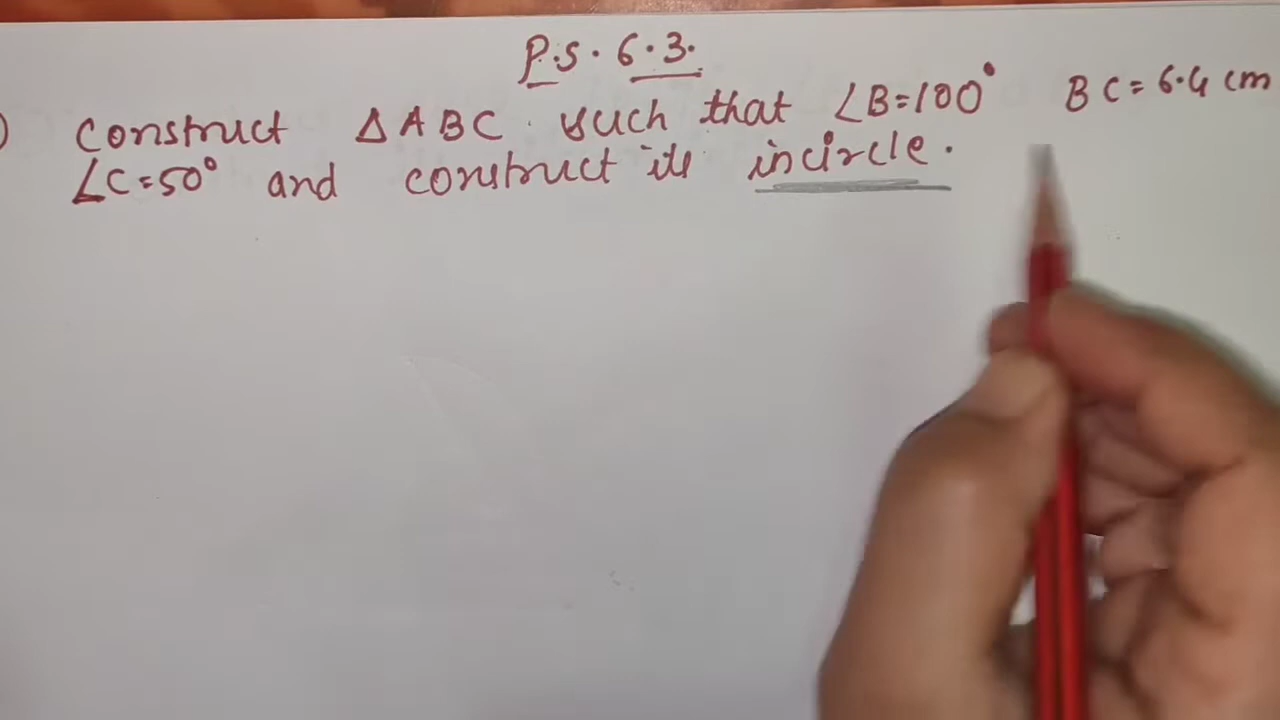 P.S. 6.3.
) Construct ΔABC such that ∠B=100° BC=6.4 cm
∠C=50° and construct its incircle.